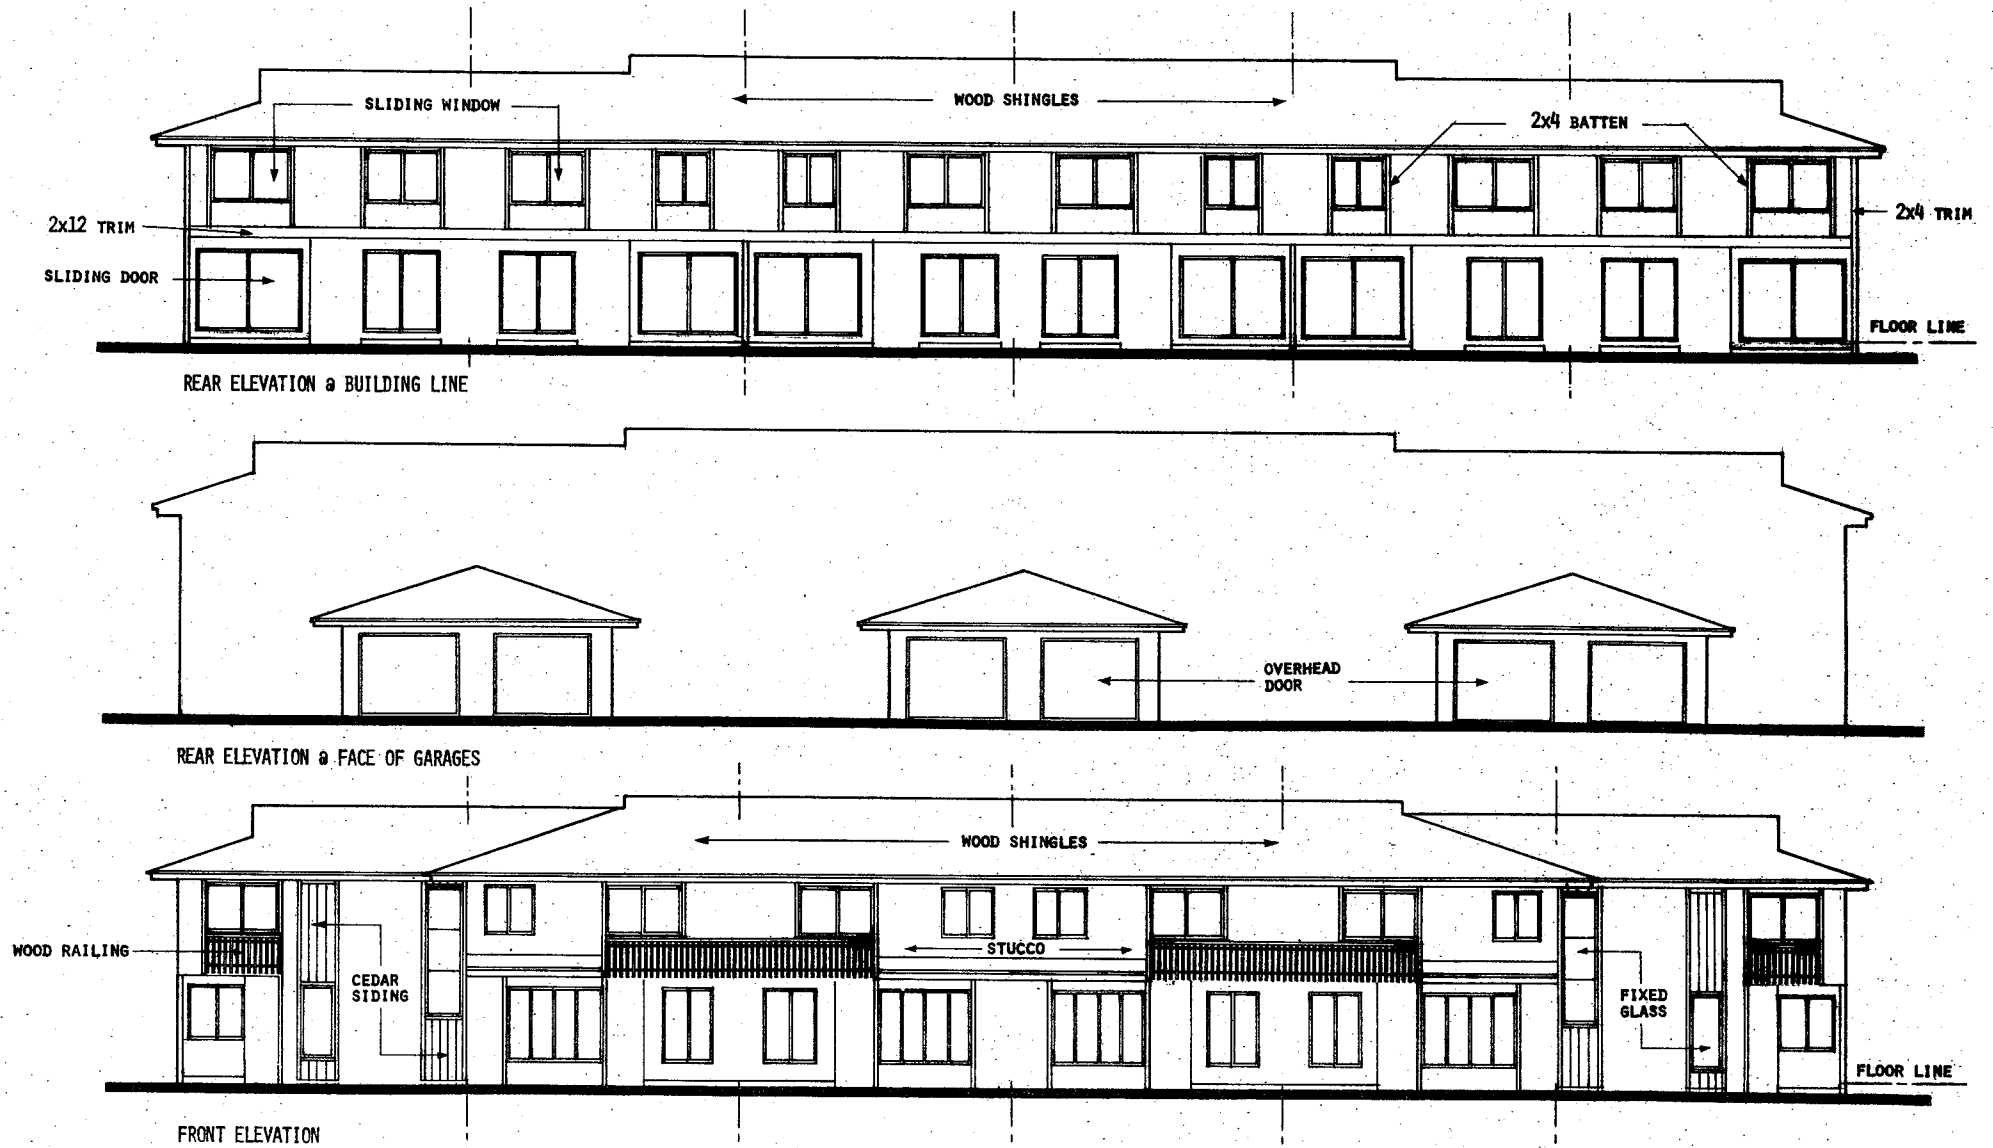 SLIDING WINDOW
WOOD SHINGLES
2x4 BATTEN
2x12 TRIM
2x4 TRIM
SLIDING DOOR
FLOOR LINE
REAR ELEVATION @ BUILDING LINE
OVERHEAD
DOOR
REAR ELEVATION @ FACE OF GARAGES
WOOD SHINGLES
WOOD RAILING
STUCCO
CEDAR
SIDING
FIXED
GLASS
FLOOR LINE
FRONT ELEVATION